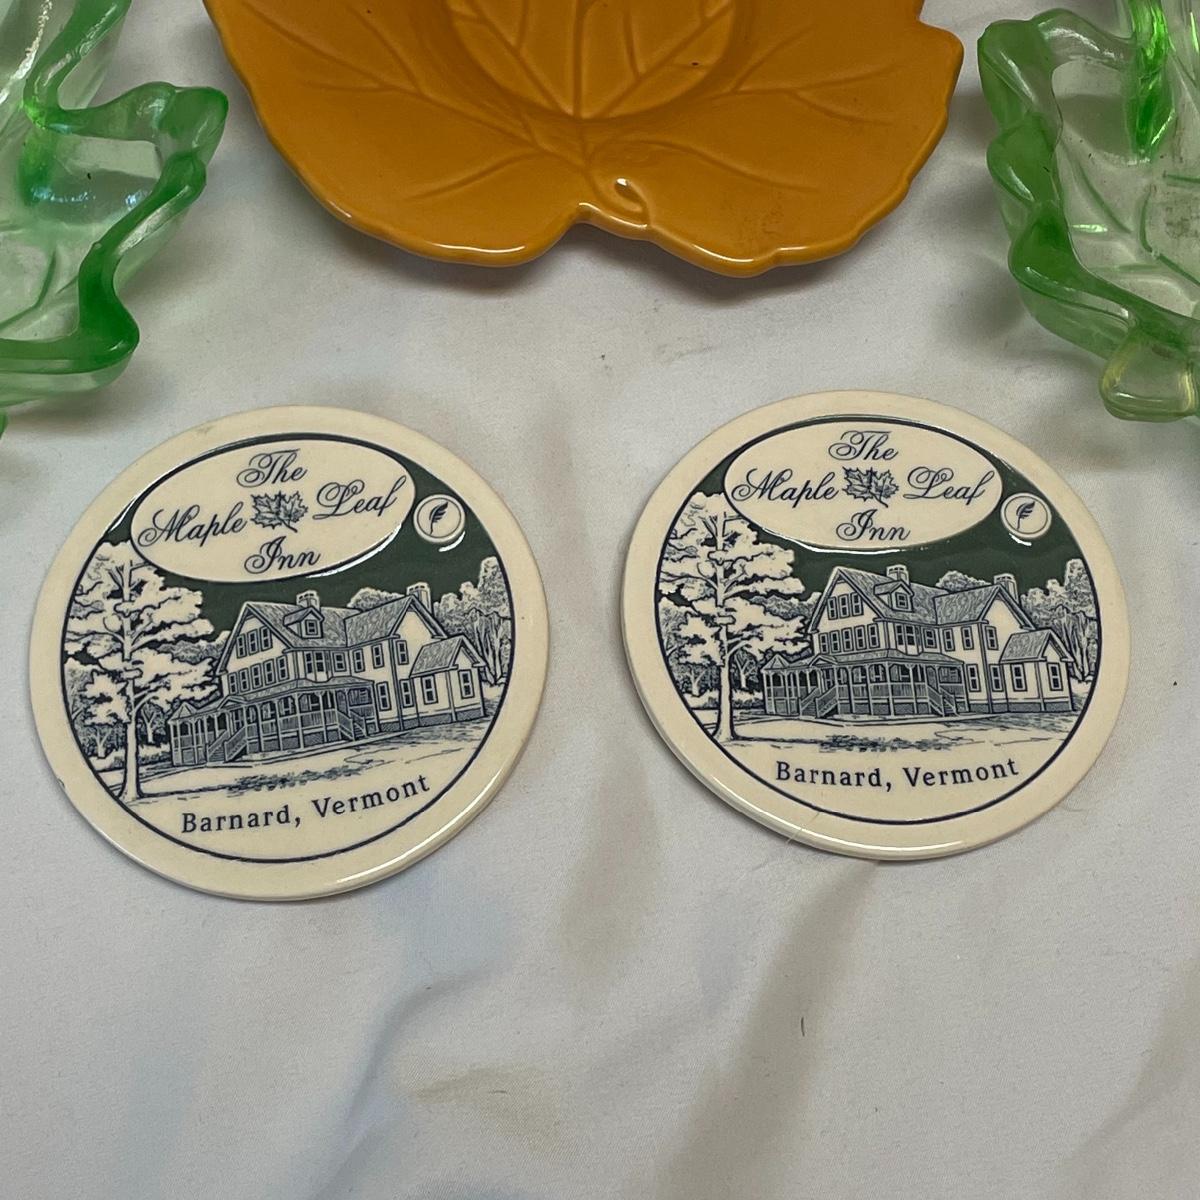 The
Maple Leaf
Inn
Barnard, Vermont
The
Maple Leaf
Inn
Barnard, Vermont